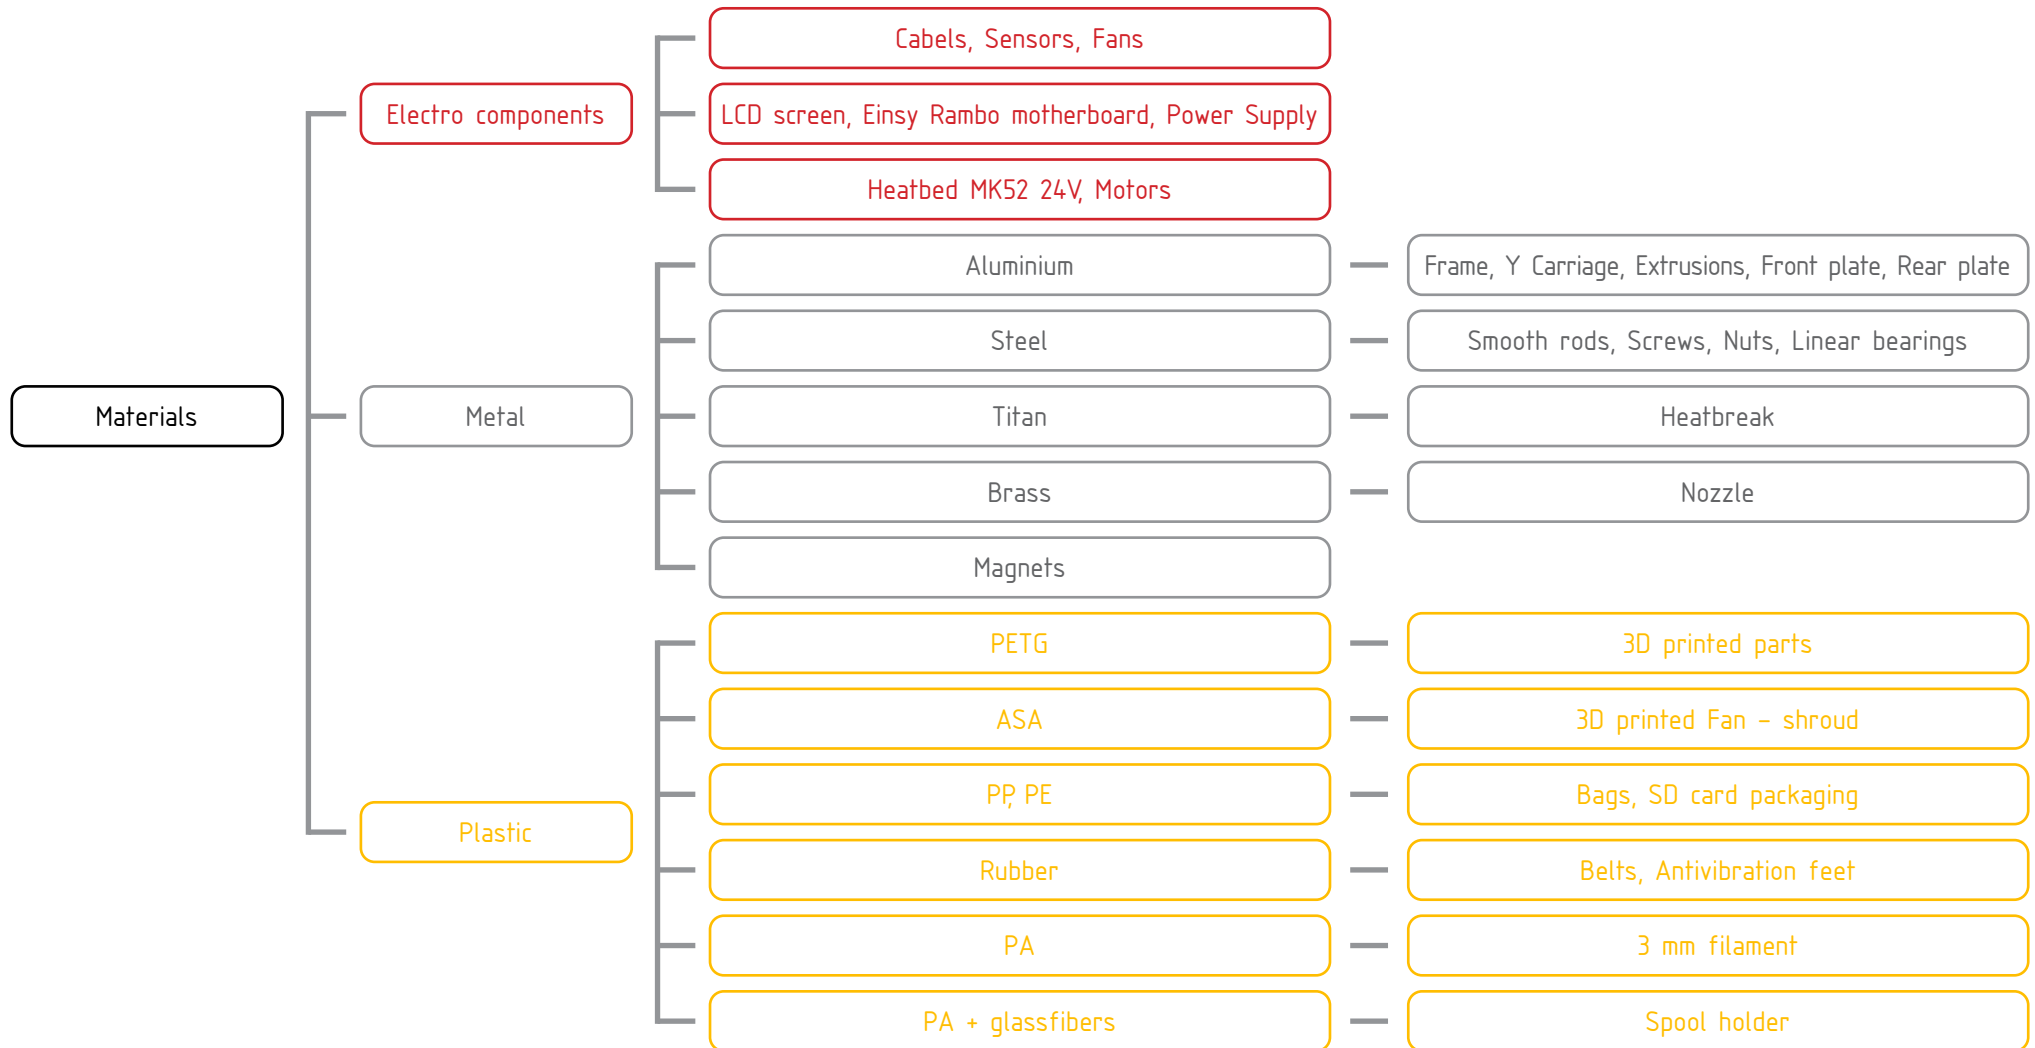 Cabels, Sensors, Fans
Electro components
LCD screen, Einsy Rambo motherboard, Power Supply
Heatbed MK52 24V, Motors
Aluminium
Frame, Y Carriage, Extrusions, Front plate, Rear plate
Steel
Smooth rods, Screws, Nuts, Linear bearings
Materials
Metal
Titan
Heatbreak
Brass
Nozzle
Magnets
PETG
3D printed parts
ASA
3D printed Fan - shroud
PP, PE
Bags, SD card packaging
Plastic
Rubber
Belts, Antivibration feet
PA
3 mm filament
PA + glassfibers
Spool holder